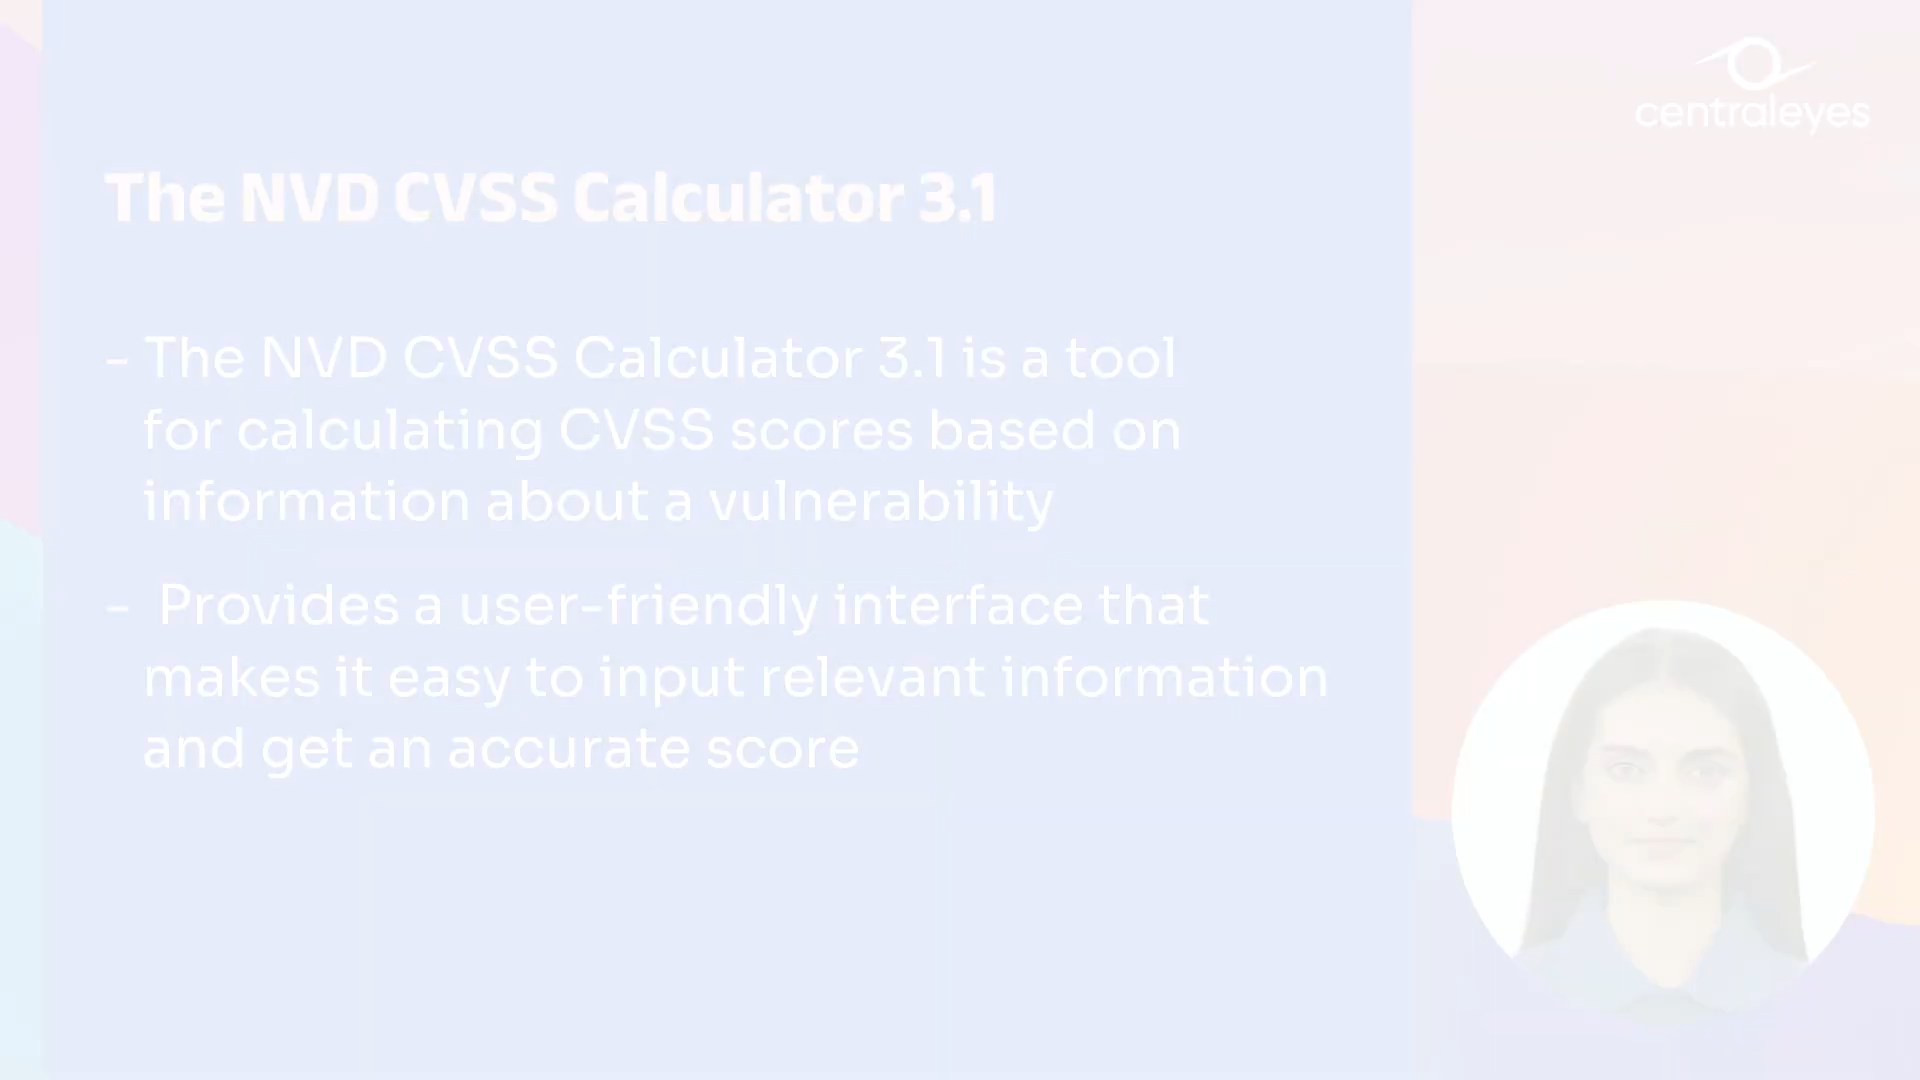 centraleyes
The NVD CVSS Calculator 3.1
- The NVD CVSS Calculator 3.1 is a tool
for calculating CVSS scores based on
information about a vulnerability
- Provides a user-friendly interface that
makes it easy to input relevant information
and get an accurate score